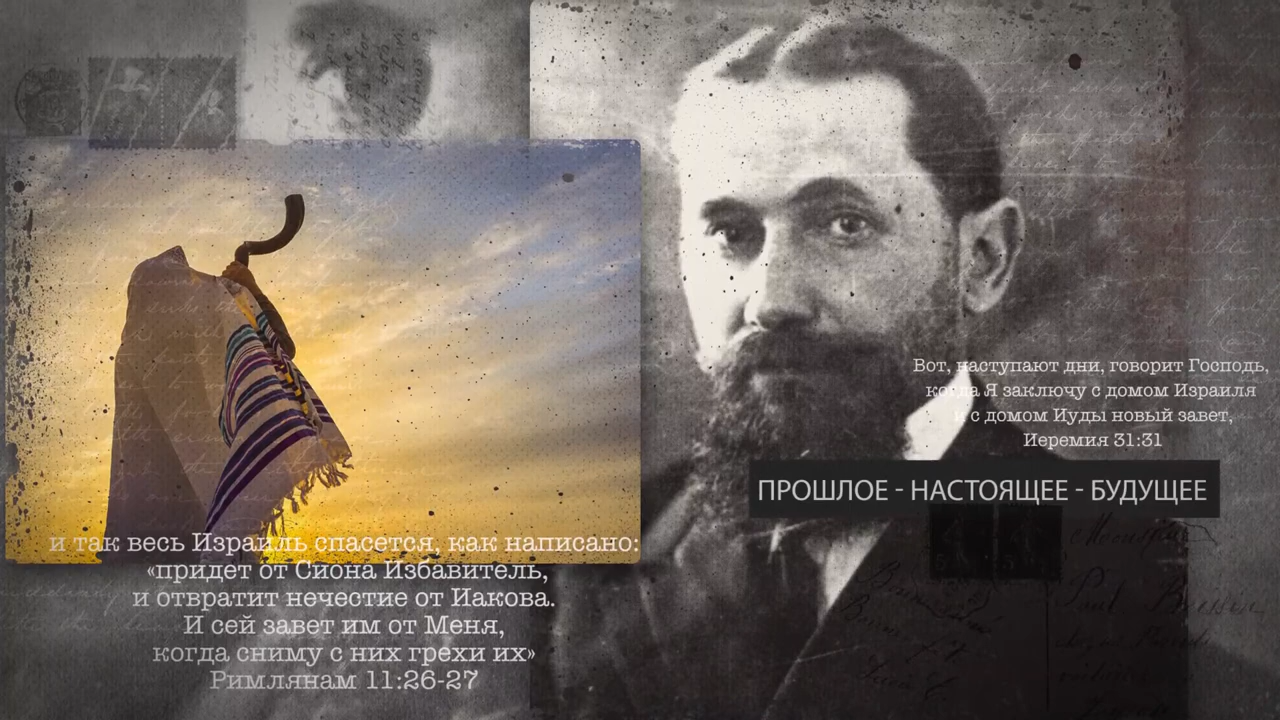 Вот, наступают дни, говорит Господь,
когда Я заключу с домом Израиля
и с домом Иуды новый завет,
Иеремия 31:31
ПРОШЛОЕ - НАСТОЯЩЕЕ - БУДУЩЕЕ
и так весь Израиль спасется, как написано:
«придет от Сиона Избавитель,
и отвратит нечестие от Иакова.
И сей завет им от Меня,
когда сниму с них грехи их»
Римлянам 11:26-27